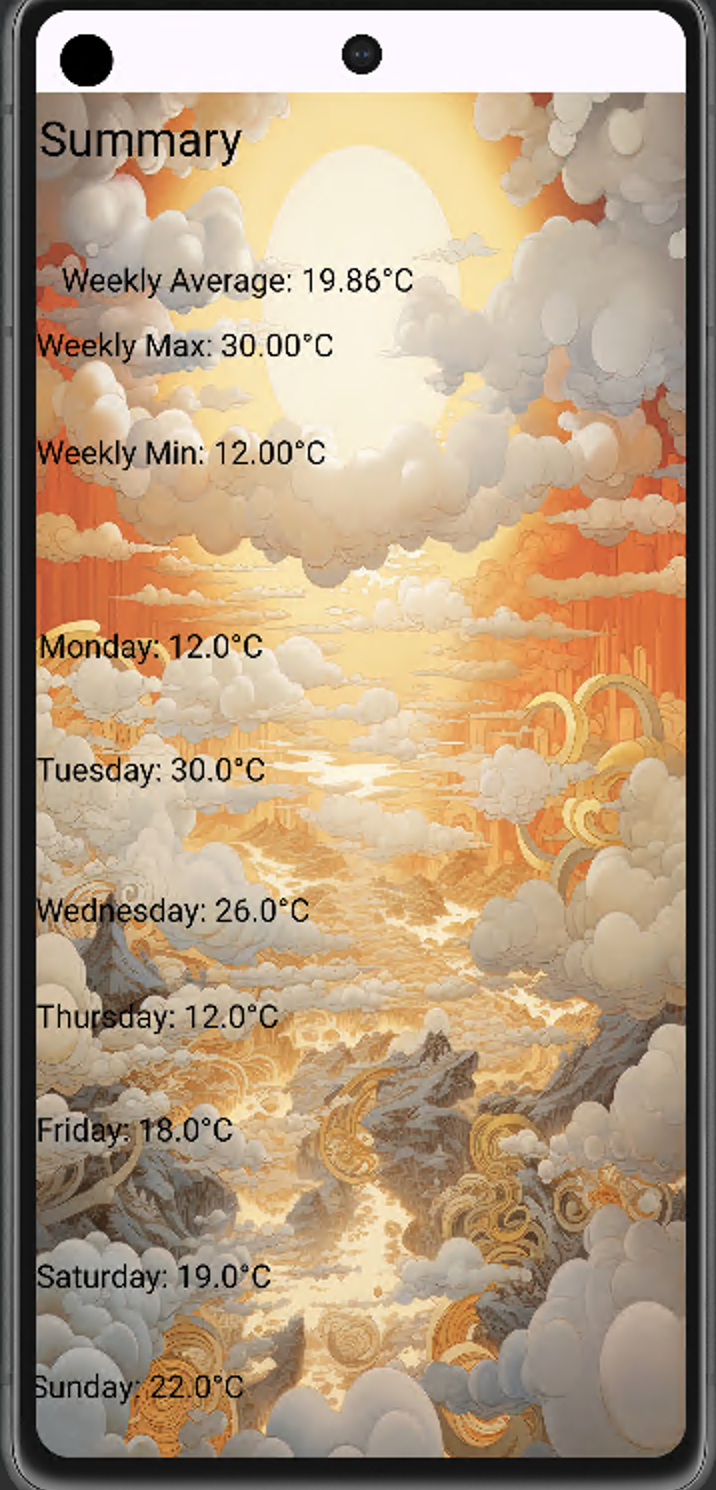 Summary
Weekly Average: 19.86°C
Weekly Max: 30.00°C
Weekly Min: 12.00°C
Monday: 12.0°C
Tuesday: 30.0°C
Wednesday: 26.0°C
Thursday: 12.0°C
Friday: 18.0°C
Saturday: 19.0°C
Sunday: 22.0°C